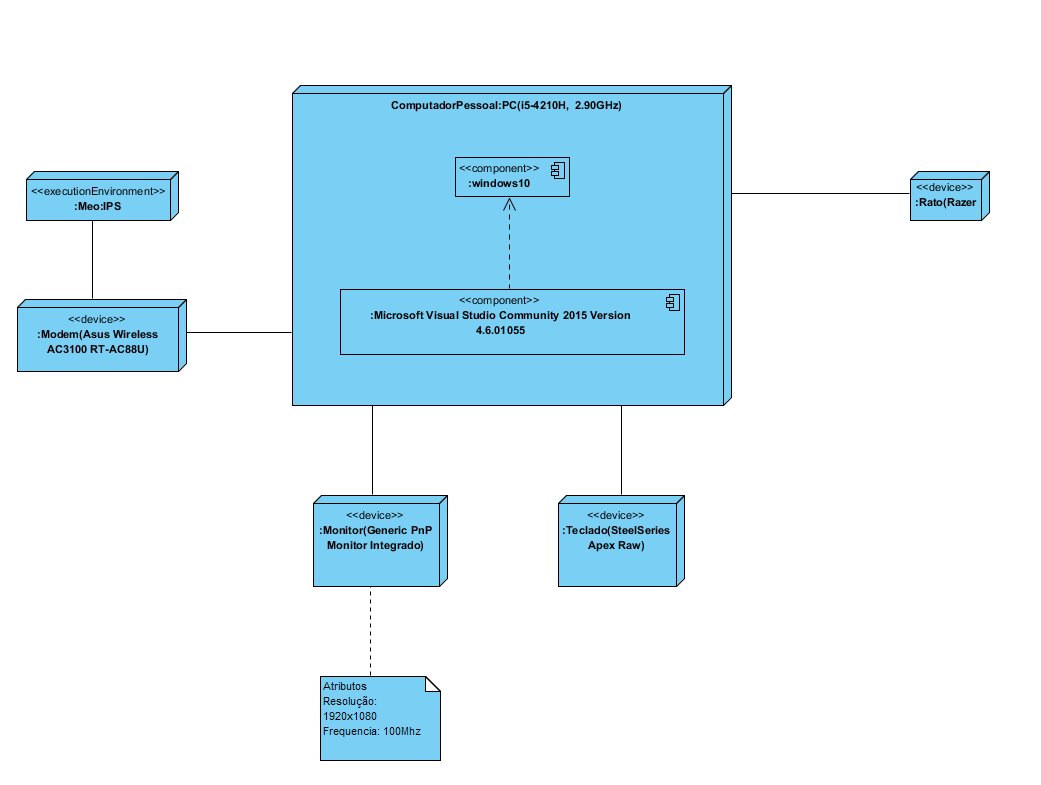 ComputadorPessoal:PC(i5-4210H, 2.90GHz)
<<component>>
:windows10
<<executionEnvironment>>
:Meo:IPS
<<device>>
:Rato(Razer
<<component>>
:Microsoft Visual Studio Community 2015 Version
4.6.01055
<<device>>
:Modem(Asus Wireless
AC3100 RT-AC88U)
<<device>>
:Monitor(Generic PnP
Monitor Integrado)
<<device>>
:Teclado(SteelSeries
Apex Raw)
Atributos
Resolução:
1920x1080
Frequencia: 100Mhz